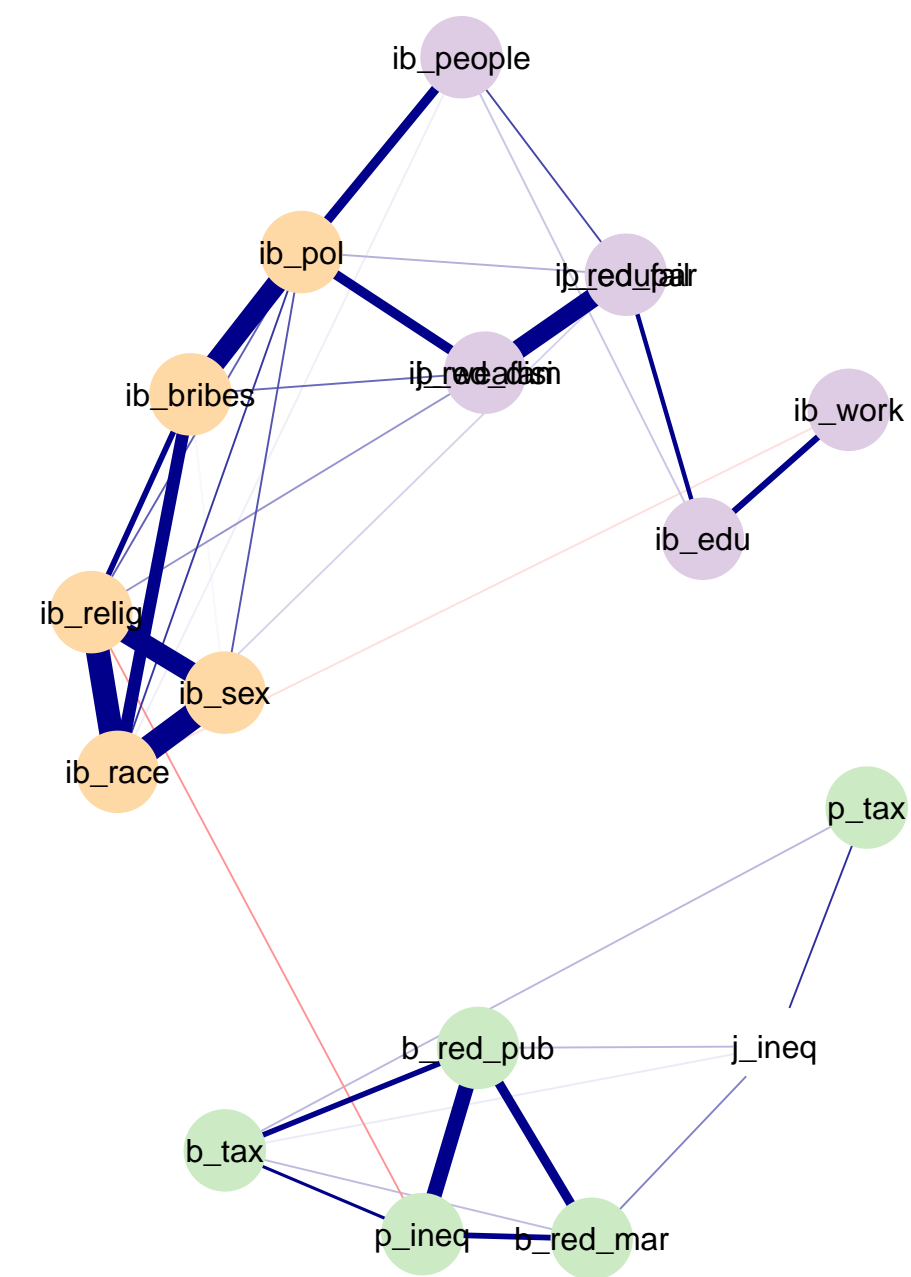 ib_people
ib_pol
ib_bribes
ib_work
ib_edu
ib_relig
ib_sex
ib_race
p_tax
b_red_pub
j_ineq
b_tax
p_ineq
b_red_mar